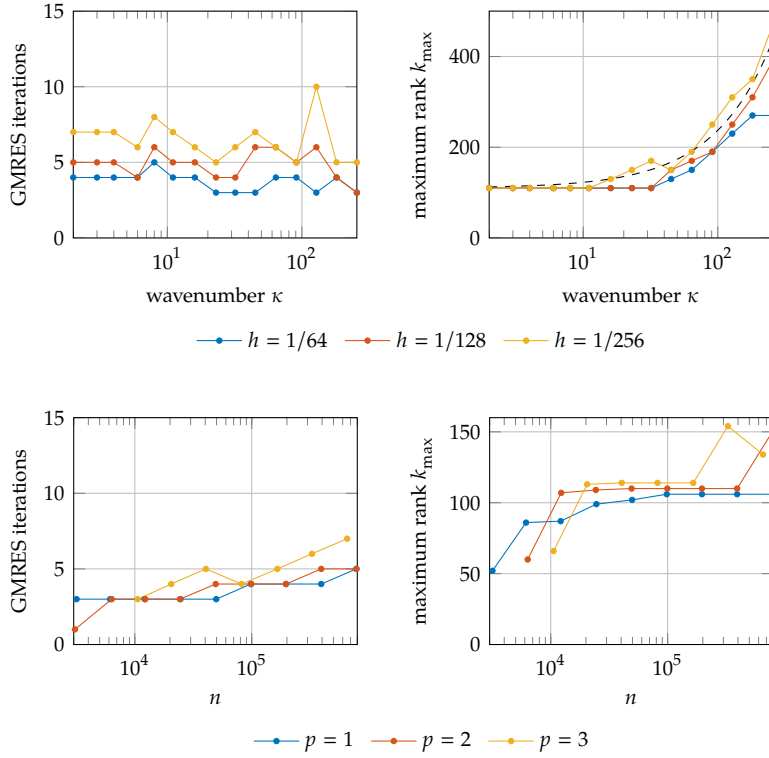 15
10
5
0
GMRES iterations
10^1
10^2
wavenumber κ
400
200
0
maximum rank k_max
10^1
10^2
wavenumber κ
h = 1/64
h = 1/128
h = 1/256
15
10
5
0
GMRES iterations
10^4
10^5
n
150
100
50
0
maximum rank k_max
10^4
10^5
n
p = 1
p = 2
p = 3